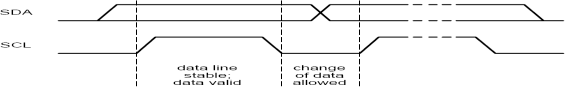 SDA
SCL
data line
stable;
data valid
change
of data
allowed